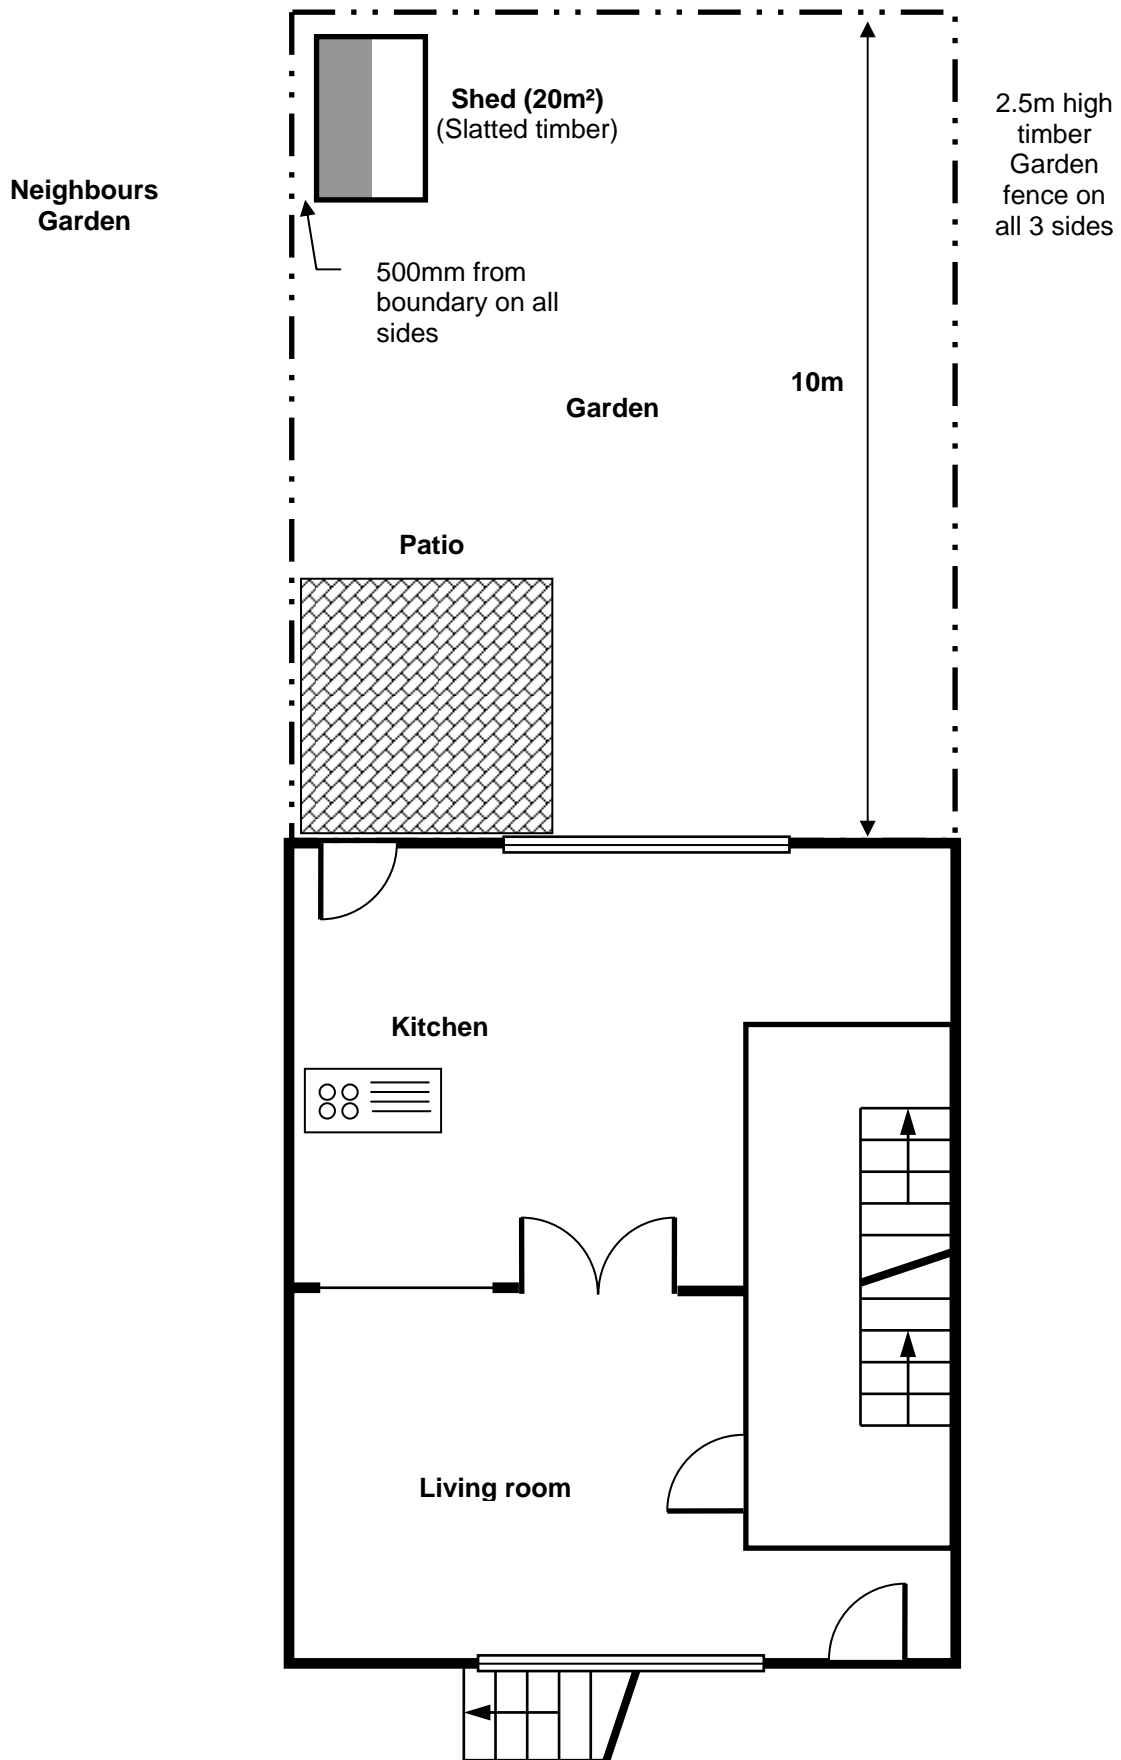 Shed (20m²)
(Slatted timber)
2.5m high
timber
Garden
fence on
all 3 sides
Neighbours
Garden
500mm from
boundary on all
sides
10m
Garden
Patio
Kitchen
Living room